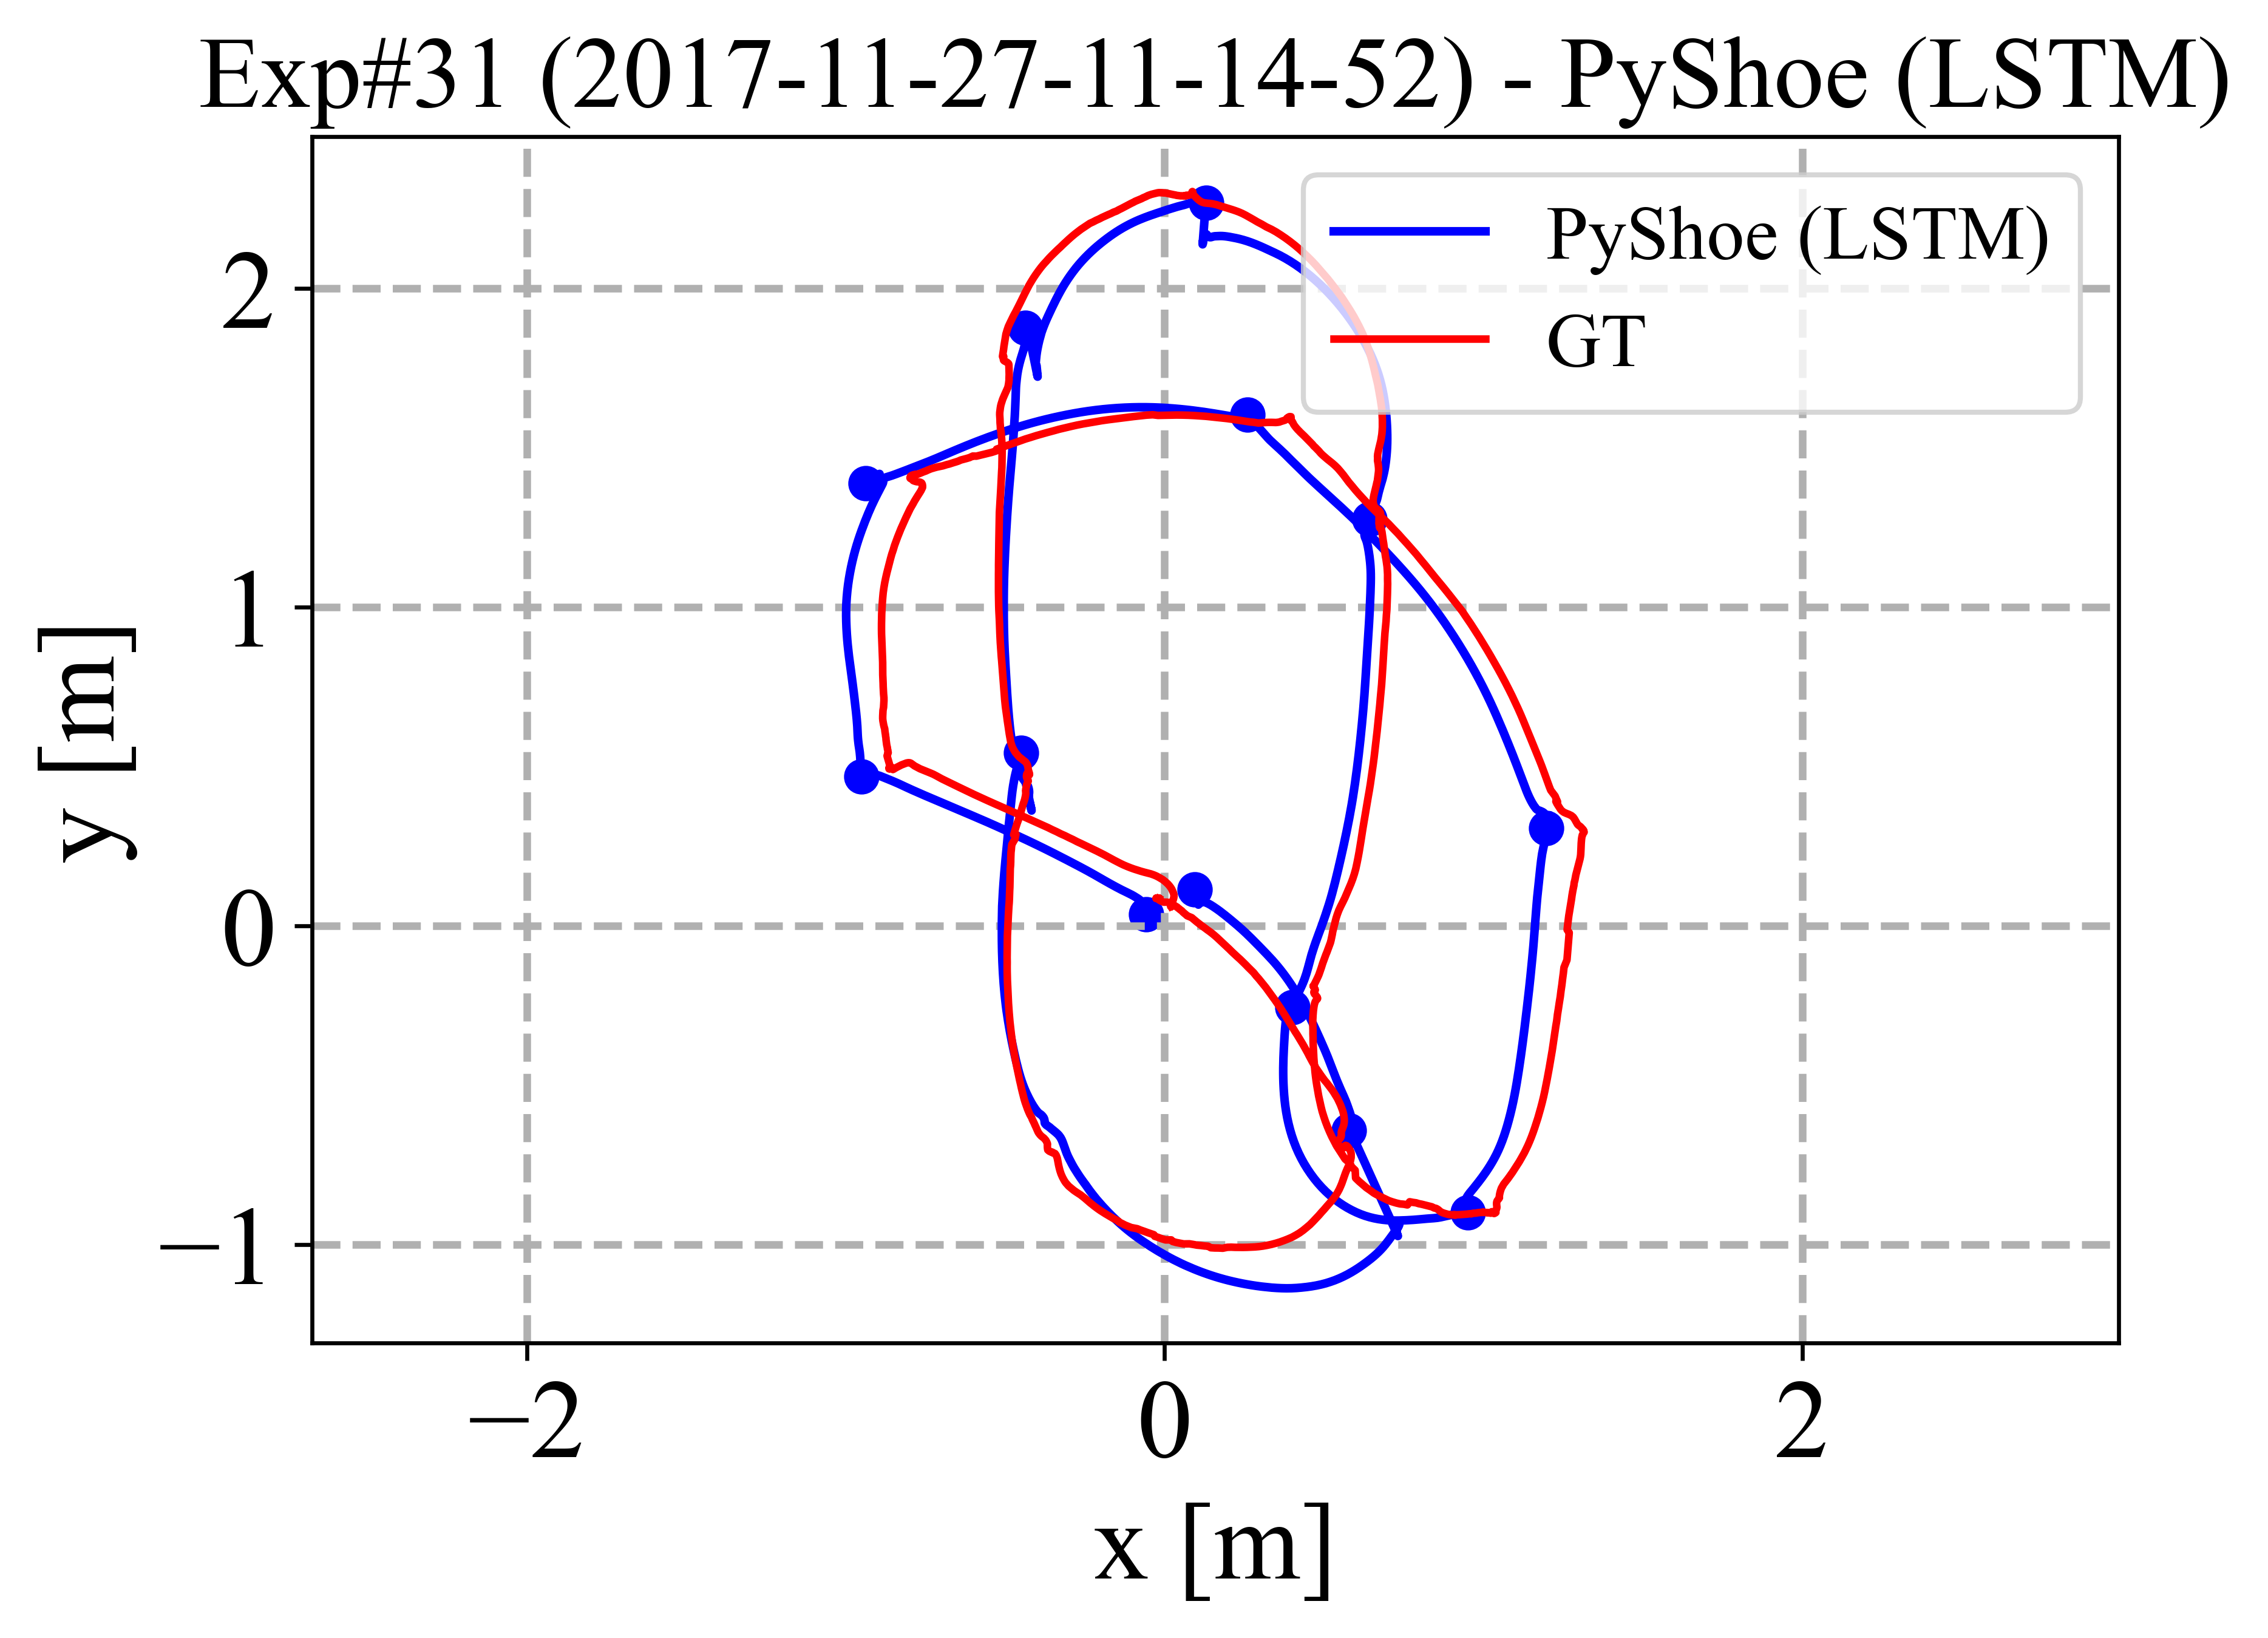 Exp#31 (2017-11-27-11-14-52) - PyShoe (LSTM)
PyShoe (LSTM)
GT
2
1
0
−1
y [m]
−2
0
2
x [m]